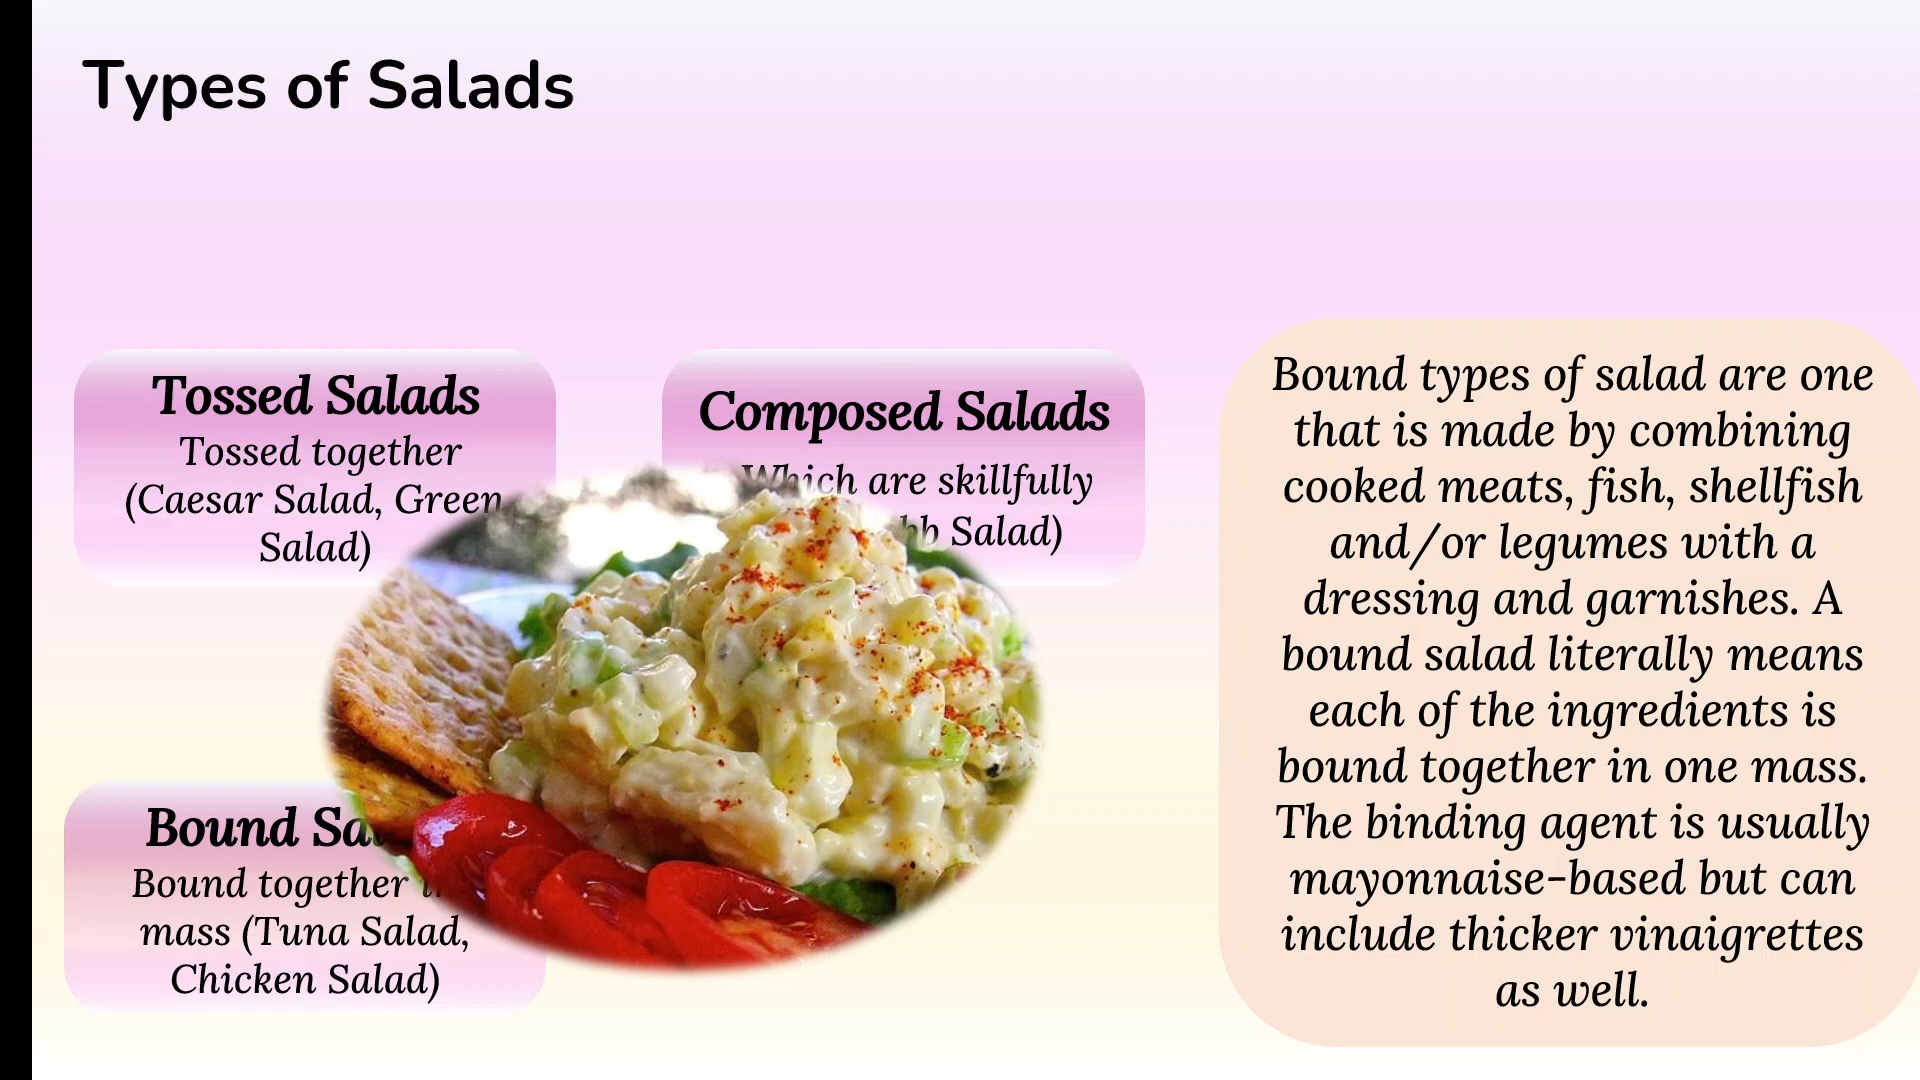 Types of Salads
Tossed Salads
Tossed together
(Caesar Salad, Green
Salad)
Composed Salads
Which are skillfully
Salad)
Bound
Bound together
mass (Tuna Salad,
Chicken Salad)
Bound types of salad are one
that is made by combining
cooked meats, fish, shellfish
and/or legumes with a
dressing and garnishes. A
bound salad literally means
each of the ingredients is
bound together in one mass.
The binding agent is usually
mayonnaise-based but can
include thicker vinaigrettes
as well.